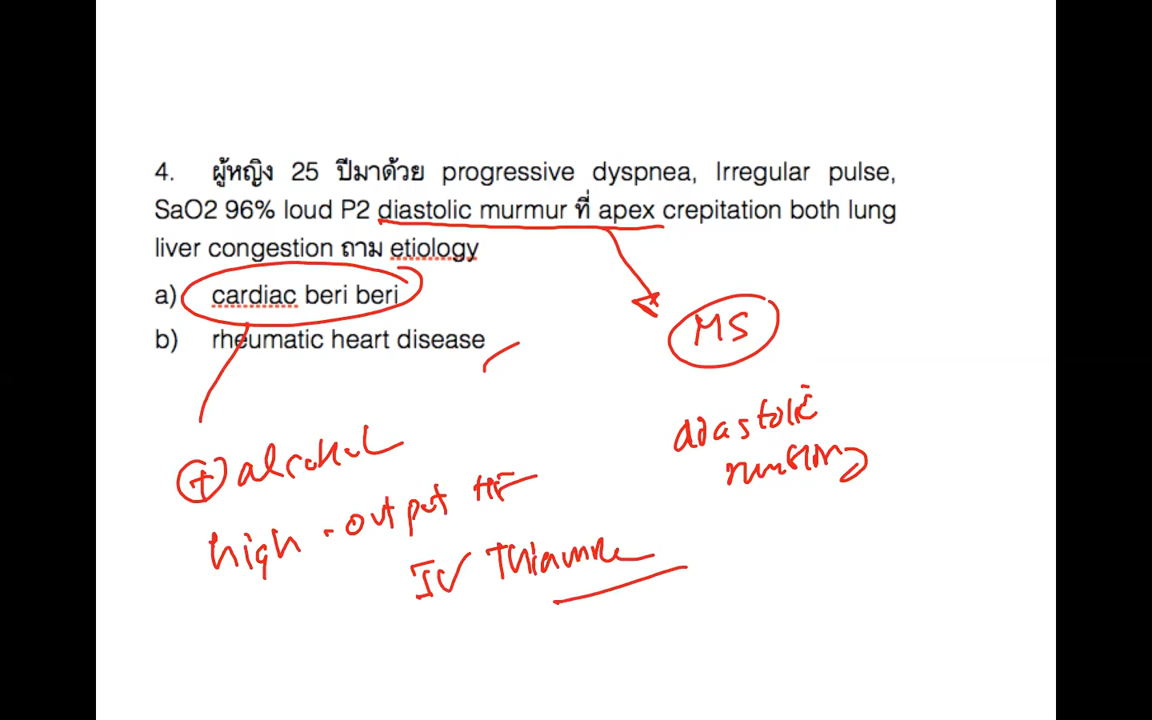 4. ผู้หญิง 25 ปีมาด้วย progressive dyspnea, Irregular pulse,
SaO2 96% loud P2 diastolic murmur ที่ apex crepitation both lung
liver congestion ถาม etiology
a) cardiac beri beri
b) rheumatic heart disease
MS
diastolic
rumbling
+ alcohol
high-output HF
IV Thiamine